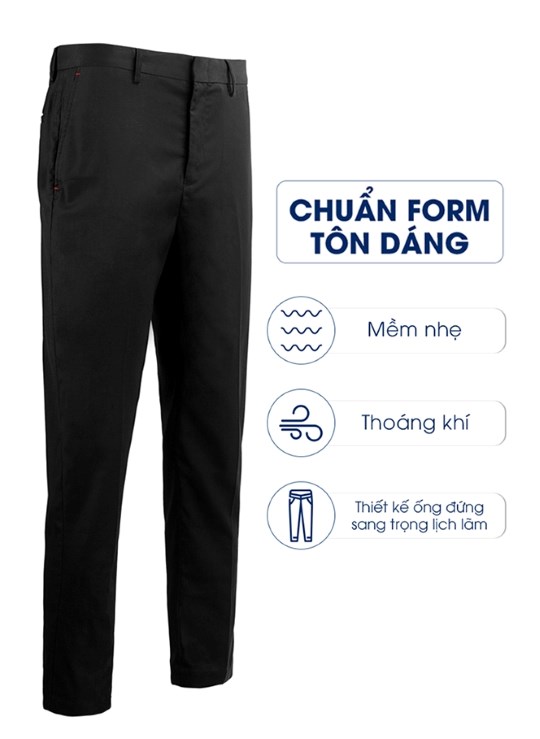 CHUẨN FORM
TÔN DÁNG
Mềm nhẹ
Thoáng khí
Thiết kế ống đứng
sang trọng lịch lãm